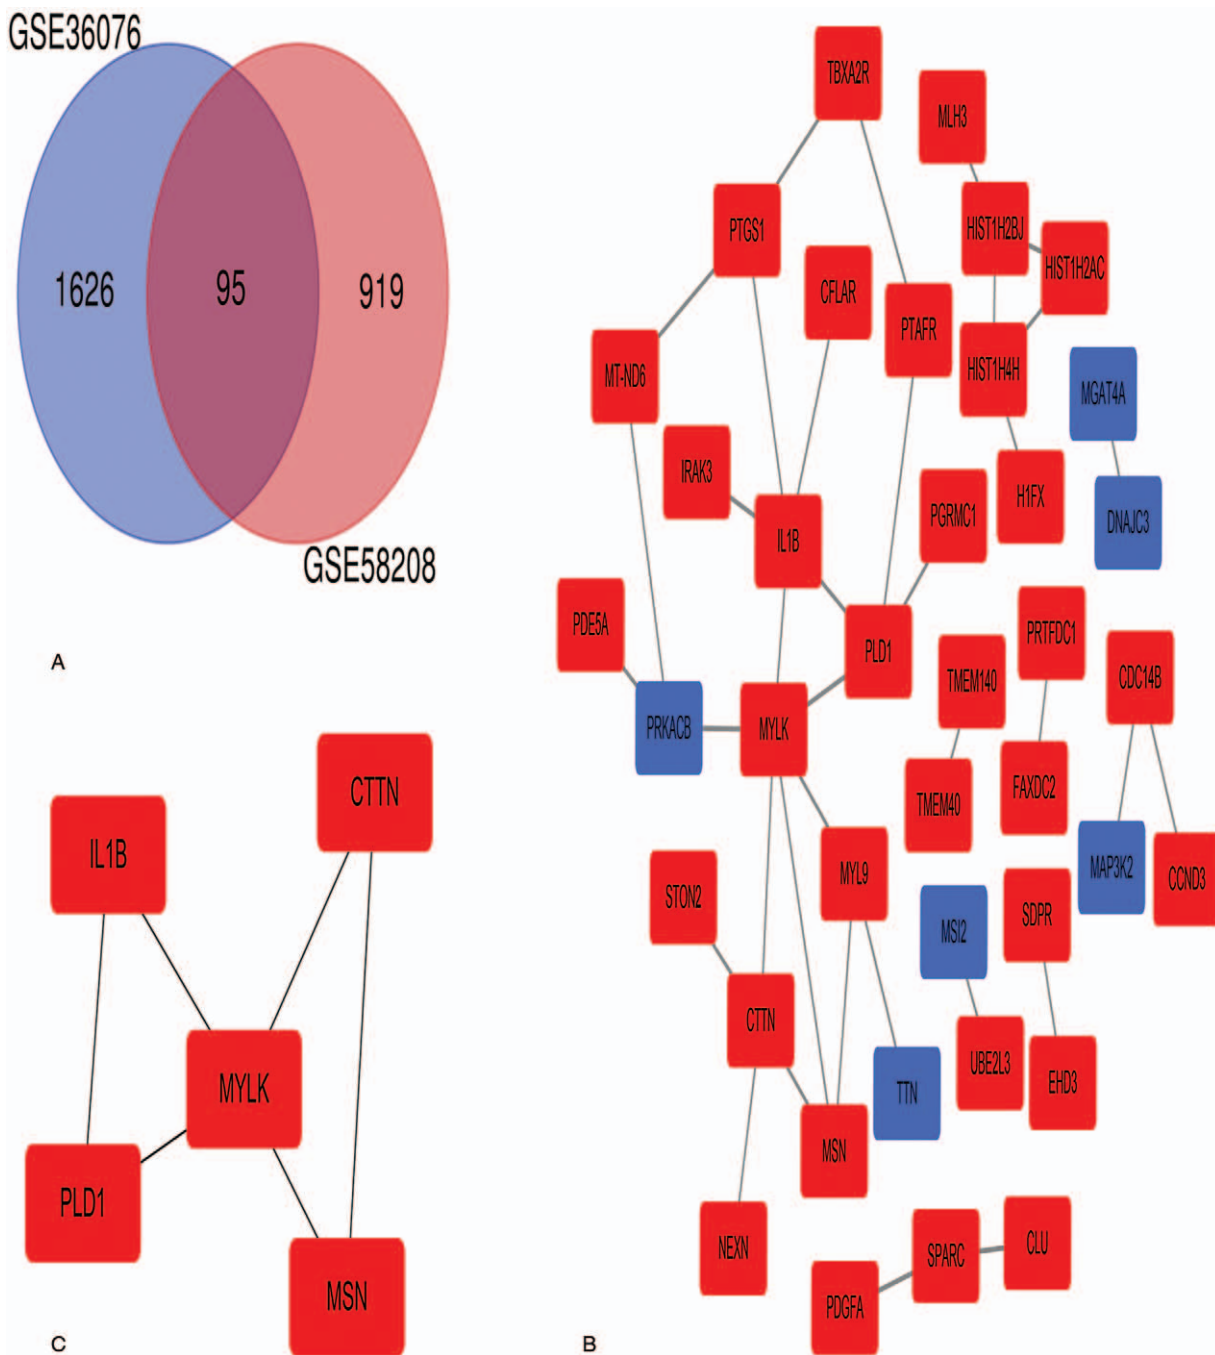 GSE36076
1626
95
919
GSE58208
A
TBXA2R
MLH3
PTGS1
HIST1H2BJ
HIST1H2AC
CFLAR
PTAFR
HIST1H4H
MT-ND6
MGAT4A
IRAK3
H1FX
PGRMC1
DNAJC3
IL1B
PDE5A
PLD1
PRTFDC1
TMEM140
CDC14B
PRKACB
MYLK
TMEM40
FAXDC2
MAP3K2
CCND3
MYL9
STON2
MSI2
SDPR
CTTN
UBE2L3
EHD3
TTN
MSN
NEXN
SPARC
CLU
PDGFA
B
CTTN
IL1B
MYLK
PLD1
MSN
C